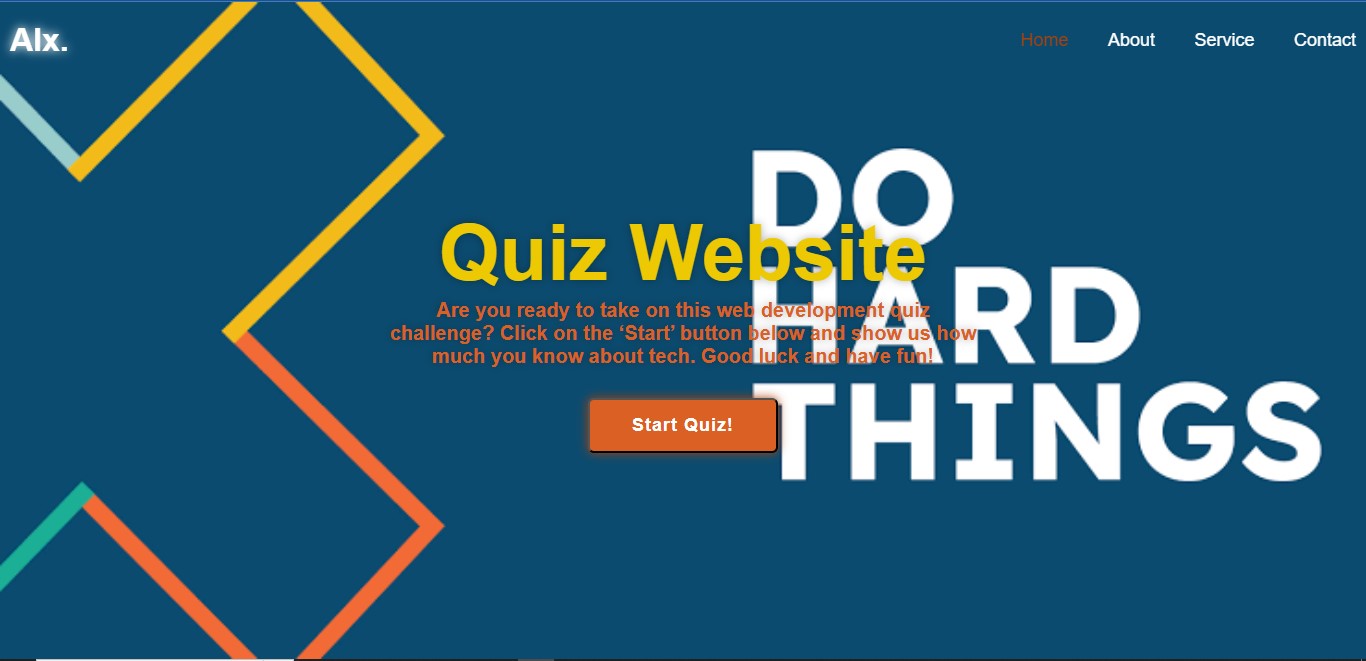 Alx.
Home About Service Contact
DO
HARD
THINGS
Quiz Website
Are you ready to take on this web development quiz
challenge? Click on the ‘Start’ button below and show us how
much you know about tech. Good luck and have fun!
Start Quiz!